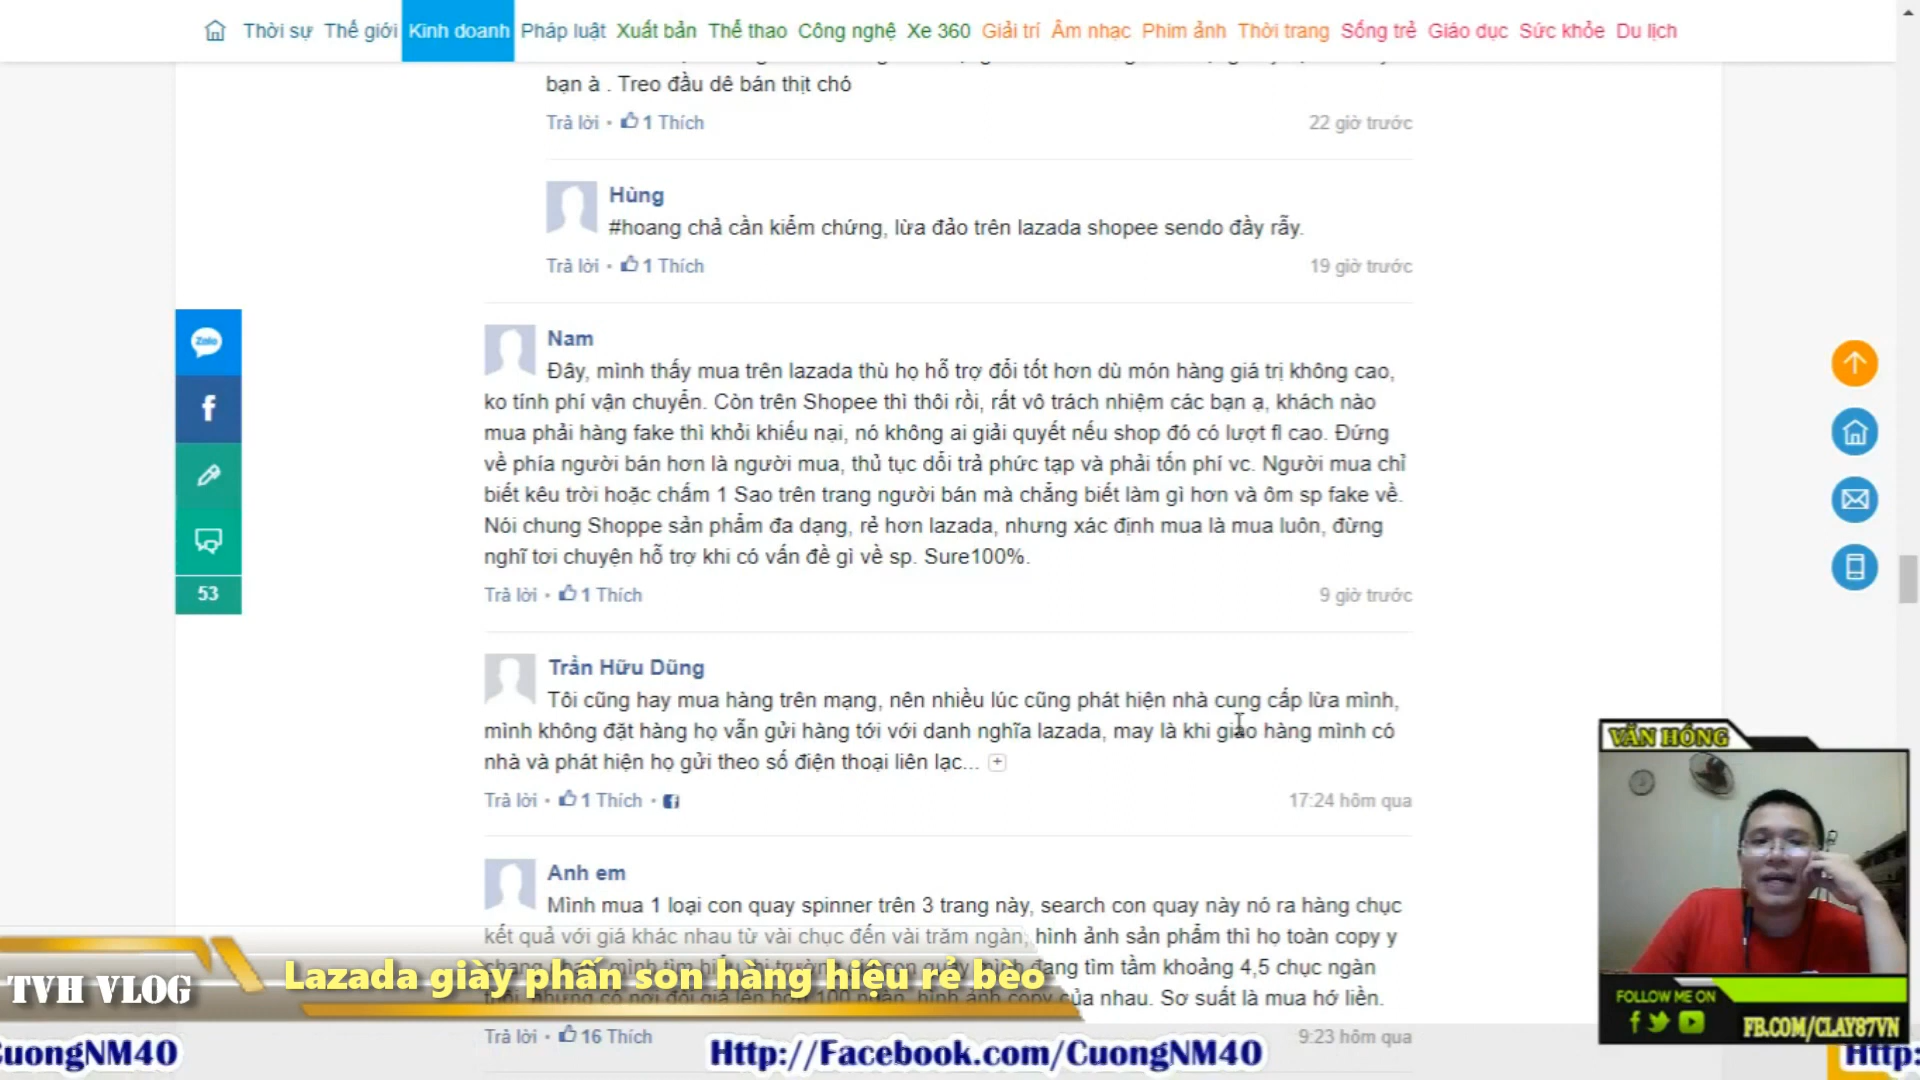 Thời sự Thế giới Kinh doanh Pháp luật Xuất bản Thể thao Công nghệ Xe 360 Giải trí Âm nhạc Phim ảnh Thời trang Sống trẻ Giáo dục Sức khỏe Du lịch
bạn à . Treo đầu dê bán thịt chó
Trả lời • 1 Thích 22 giờ trước
Hùng
#hoang chả cần kiểm chứng, lừa đảo trên lazada shopee sendo đầy rẫy.
Trả lời • 1 Thích 19 giờ trước
Nam
Đây, mình thấy mua trên lazada thù họ hỗ trợ đổi tốt hơn dù món hàng giá trị không cao,
ko tính phí vận chuyển. Còn trên Shopee thì thôi rồi, rất vô trách nhiệm các bạn ạ, khách nào
mua phải hàng fake thì khỏi khiếu nại, nó không ai giải quyết nếu shop đó có lượt fl cao. Đứng
về phía người bán hơn là người mua, thủ tục dổi trả phức tạp và phải tốn phí vc. Người mua chỉ
biết kêu trời hoặc chấm 1 Sao trên trang người bán mà chẳng biết làm gì hơn và ôm sp fake về.
Nói chung Shoppe sản phẩm đa dạng, rẻ hơn lazada, nhưng xác định mua là mua luôn, đừng
nghĩ tơi chuyện hỗ trợ khi có vấn đề gì về sp. Sure100%.
Trả lời • 1 Thích 9 giờ trước
Zalo
53
Trần Hữu Dũng
Tôi cũng hay mua hàng trên mạng, nên nhiều lúc cũng phát hiện nhà cung cấp lừa mình,
mình không đặt hàng họ vẫn gửi hàng tới với danh nghĩa lazada, may là khi giao hàng mình có
nhà và phát hiện họ gửi theo số điện thoại liên lạc...
Trả lời • 1 Thích • 17:24 hôm qua
Anh em
Mình mua 1 loại con quay spinner trên 3 trang này, search con quay này nó ra hàng chục
kết quả với giá khác nhau từ vài chục đến vài trăm ngàn, hình ảnh sản phẩm thì họ toàn copy y
đang tìm tầm khoảng 4,5 chục ngàn
của nhau. Sơ suất là mua hớ liền.
Trả lời • 16 Thích 9:23 hôm qua
TVH VLOG
Lazada giày phấn son hàng hiệu rẻ bèo
VĂN HÓNG
FOLLOW ME ON
FB.COM/CLAY87VN
CuongNM40 Http://Facebook.com/CuongNM40 Http: